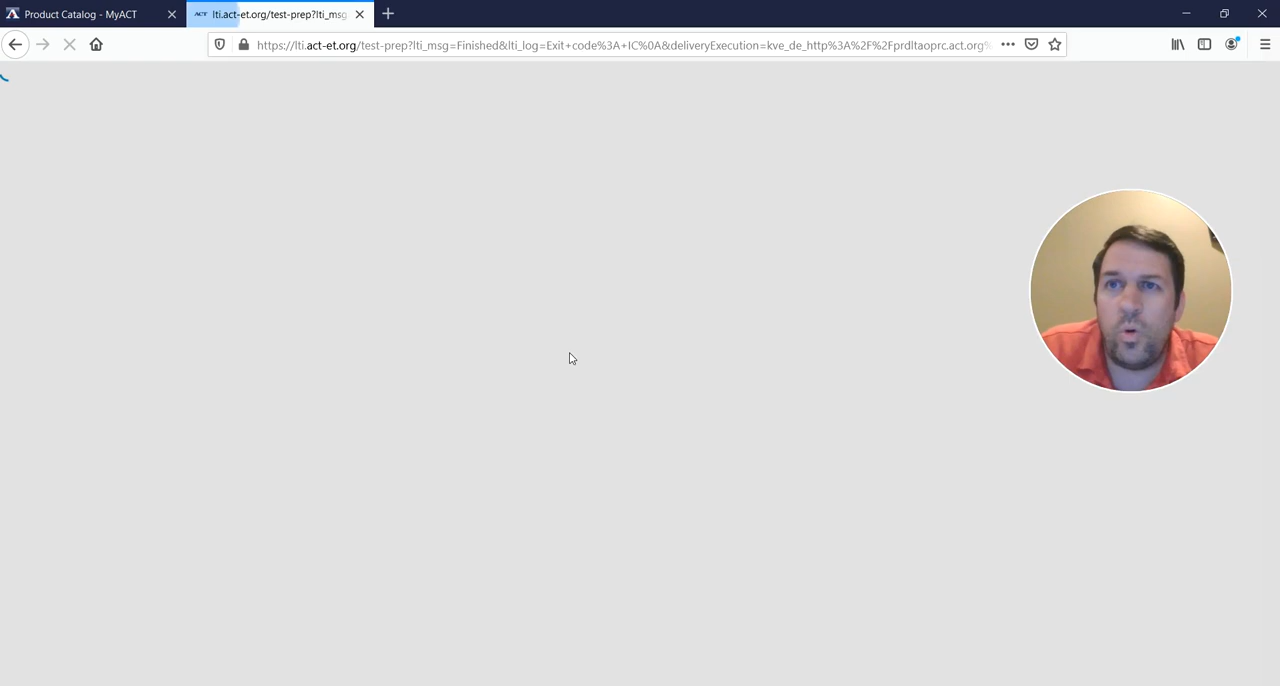 Product Catalog - MyACT
ACT lti.act-et.org/test-prep?lti_msg
https://lti.act-et.org/test-prep?lti_msg=Finished&lti_log=Exit+code%3A+IC%0A&deliveryExecution=kve_de_http%3A%2F%2Fprdltaoprc.act.org%